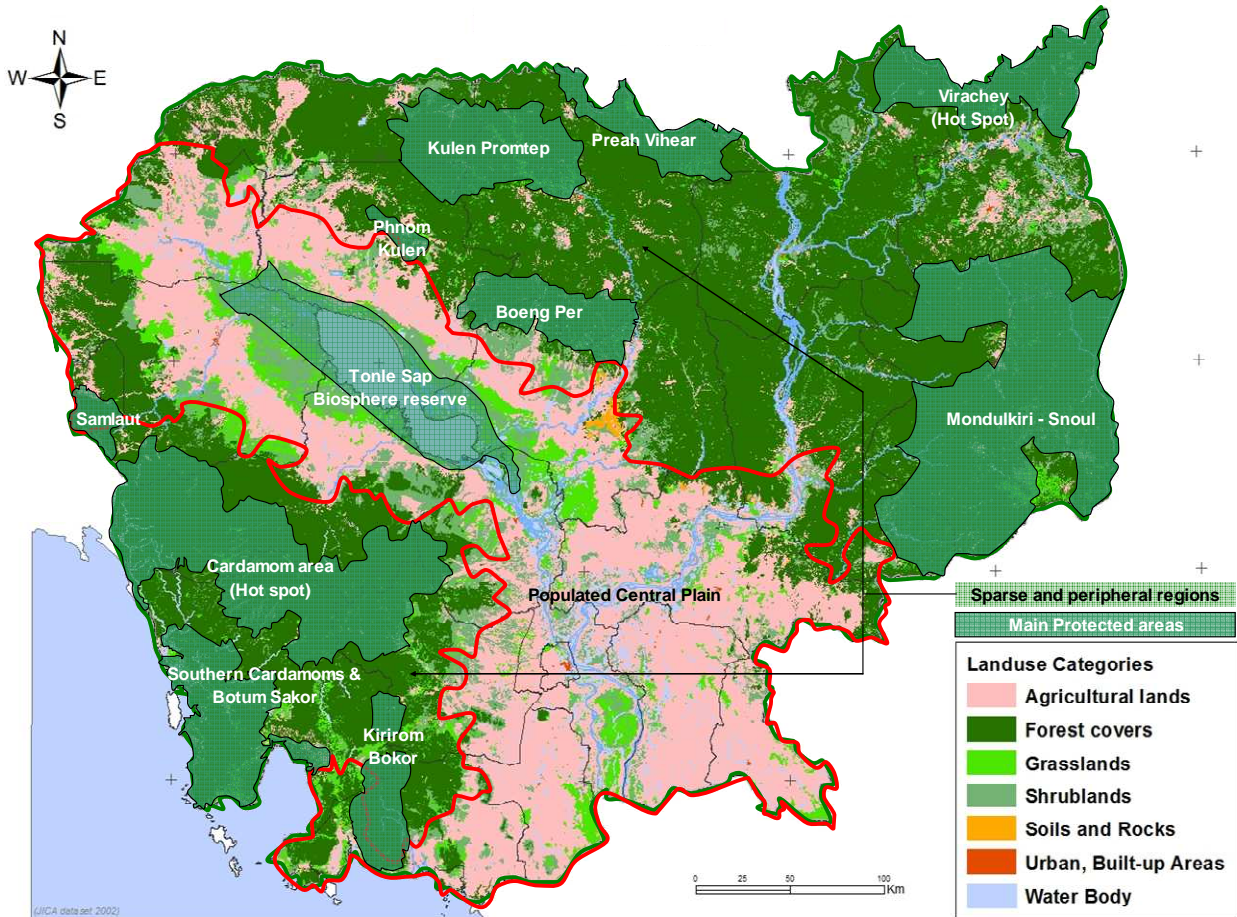 N
W E
S
Virachey
(Hot Spot)
Kulen Promtep
Preah Vihear
Phnom
Kulen
Boeng Per
Tonle Sap
Biosphere reserve
Samlaut
Mondulkiri - Snoul
Cardamom area
(Hot spot)
Populated Central Plain
Sparse and peripheral regions
Main Protected areas
Southern Cardamoms &
Botum Sakor
Kirirom
Bokor
Landuse Categories
Agricultural lands
Forest covers
Grasslands
Shrublands
Soils and Rocks
Urban, Built-up Areas
Water Body
0 25 50 100
Km
(JICA dataset 2002)